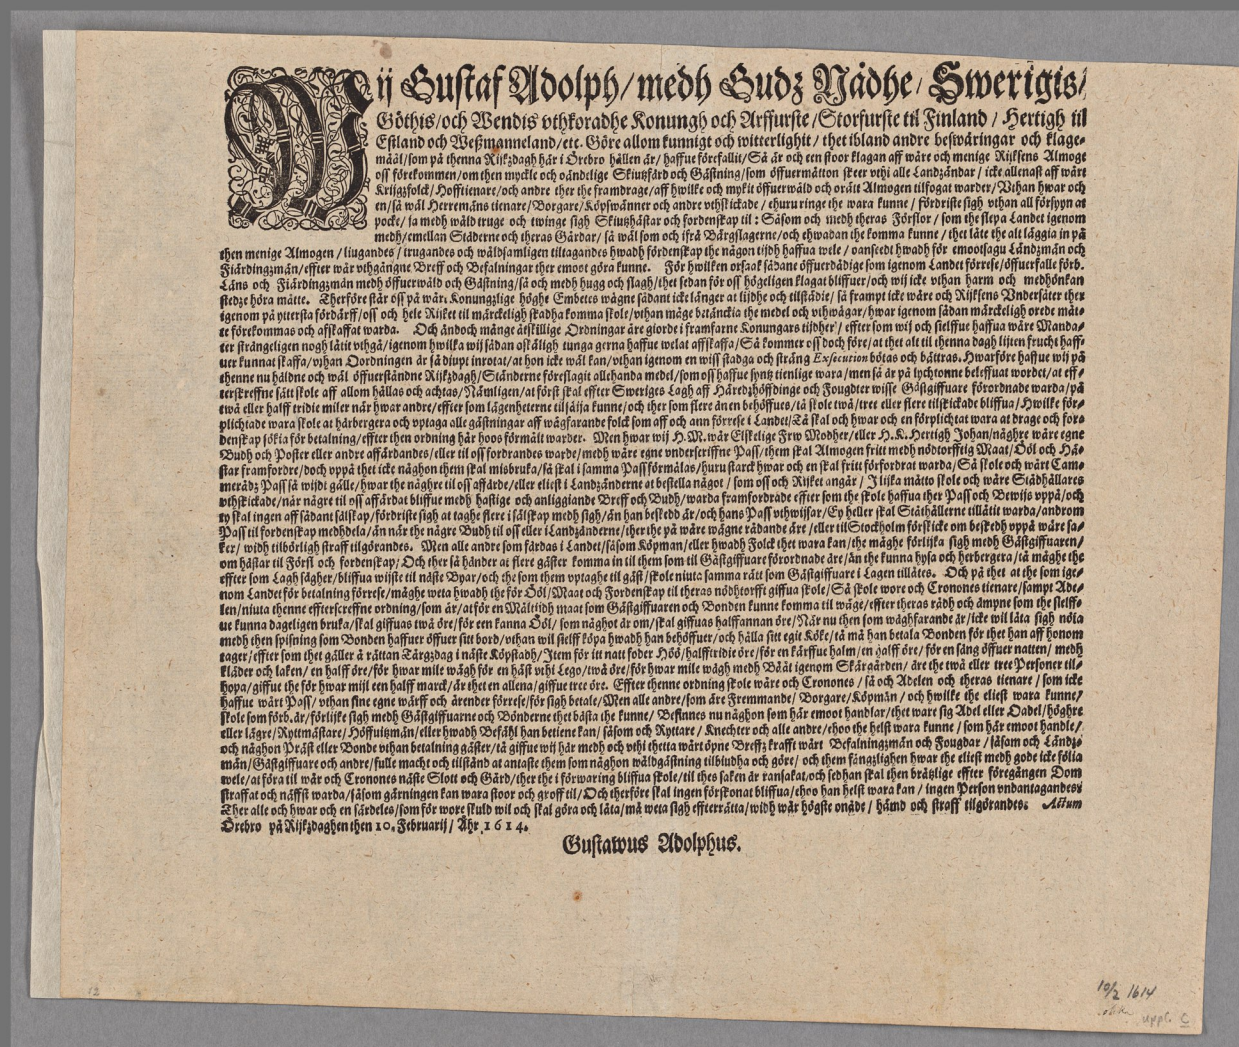 Wij Gustaf Adolph/ medh Gudz Nådhe/ Swerigis/
Göthis/ och Wendis vthkoradhe Konungh och Arffurste/ Storfurste til Finland/ Hertigh til
Estland och Weßmanneland/ etc. Göre allom kunnigt och witterlighit/ thet ibland andre beswäringar och klage-
måål/ som på thenna Rijkzdagh här i Örebro hållen är/ haffue förefallit/ Så är och een stoor klagan aff wåre och menige Rijksens Almoge
oss förekommen/ om then myckle och oändelige Skiutzfärd och Gästning/ som öffuermåtton skeer vthi alle Landzändar/ icke allenast aff wårt
Krijgzfolck/ Hofftienare/ och andre ther the framdrage/ aff hwilke och mykit öffuerwåld och orätt Almogen tilfogat warder/ Vthan hwar och
en/ så wäl Herremäns tienare/ Borgare/ Köpswänner och andre vthskickade/ ehuru ringe the wara kunne/ fördriste sigh vthan all försyyn at
pocke/ ja medh wåld truge och twinge sigh Skiutzhästar och fordenskap til: Såsom och medh theras Förslor/ som the slepa Landet igenom
medh/ emellan Städerne och theras Gårdar/ så wäl som och ifrå Bärgslagerne/ och ehwadan the komma kunne/ thet låte the alt läggia in på
then menige Almogen/ liugandes/ trugandes och wåldsamligen tiltagandes hwadh fördenskap the någon tijdh haffua wele/ oansedt hwadh för emootsagu Ländzmän och
Fiärdingzmän/ effter wår vthgångne Breff och Befalningar ther emoot göra kunne. För hwilken orsaak sådane öffuerdådige som igenom Landet förrese/ öffuerfalle förb.
Läns och Fiärdingzmän medh öffuerwåld och Gästning/ så och medh hugg och slagh/ thet sedan för oss högeligen klagat bliffuer/ och wij icke vthan harm och medhönkan
stedze höra måtte. Therföre står oss på wår Konungzlige höghe Embetes wägne sådant icke länger at lijdhe och tilstädie/ så frampt icke wåre och Rijksens Vndersåter ther
igenom på yttersta fördärff/ oss och hele Rijket til märckeligh skadha komma skole/ vthan måge betänckia the medel och vthwägar/ hwar igenom sådan märckeligh orede måt-
te förekommas och afskaffat warda. Och ändoch månge åtskillige Ordningar äre giorde i framfarne Konungars tijdher/ effter som wij och sielffue haffua wåre Manda-
ter strängeligen nogh låtit vthgå/ igenom hwilka wij sådan oskäligh tunga gerna haffue welat affskaffa/ Så kommer oss doch före/ at thet alt til thenna dagh lijten frucht haff-
uer kunnat skaffa/ vthan Oordningen är så diupt inrotat/ at hon icke wäl kan/ vthan igenom en wiss stadga och sträng Exsecution bötas och bättras. Hwarföre haffue wij på
thenne nu håldne och wäl öffuerståndne Rijkzdagh/ Ständerne föreslagit allehanda medel/ som oss haffue syntz tienlige wara/ men så är på lychtonne beleffuat wordet/ at eff-
terskreffne sätt skole aff allom hållas och achtas/ Nämligen/ at först skal effter Sweriges Lagh aff Häredzhöffdinge och Fougdter wisse Gästgiffuare förordnade warda/ på
twå eller halff tridie miler när hwar andre/ effter som lägenheterne tilsäija kunne/ och ther som flere än en behöffues/ tå skole twå/ tree eller flere tilskickade bliffua/ Hwilke för-
plichtade wara skole at härbergera och vptaga alle gästningar aff wägfarande folck som aff och ann förrese i Landet/ Tå skal och hwar och en förplichtat wara at drage och for-
denskap sökia för betalning/ effter then ordning här hoos förmält warder. Men hwar wij H. M. wår Elskelige Frw Modher/ eller H. K. Hertigh Johan/ någhre wåre egne
Budh och Poster eller andre affärdandes/ eller til oss fordrandes warde/ medh wåre egne vnderscriffne Pass/ them skal Almogen fritt medh nödtorfftig Maat/ Ööl och Hä-
star framfordre/ doch vppå thet icke någhon them skal misbruka/ så skal i samma Pass förmälas/ huru starck hwar och en skal fritt förfordrat warda/ Så skole och wårt Cam-
merädz Pass så wijdt gälle/ hwar the någhre til oss affärde/ eller eliest i Landzänderne at bestella något/ som oss och Rijket angår/ I lijka måtto skole och wåre Städhållares
vthskickade/ när någre til oss affärdat bliffue medh hastige och anliggiande Breff och Budh/ warda framfordrade effter som the skole haffua ther Pass och Bewijs vppå/ och
ty skal ingen aff sådant sälskap/ fördriste sigh at taghe flere i sälskap medh sigh/ än han beskedd är/ och hans Pass vthwijsar/ Ey heller skal Ståthällerne tillåtit warda/ androm
Pass til fordenskap medhdela/ än när the någre Budh til oss eller i Landzänderne/ ther the på wåre wägne rådande äre/ eller til Stockholm förskicke om beskedh vppå wåre sa-
ker/ widh tilbörligh straff tilgörandes. Men alle andre som färdas i Landet/ såsom Köpman/ eller hwadh Folck thet wara kan/ the måghe förlijka sigh medh Gästgiffuaren/
om hästar til Försl och fordenskap/ Och ther så händer at flere gäster komma in til them som til Gästgiffuare förordnade äre/ än the kunna hysa och herbergera/ tå måghe the
effter som Lagh sägher/ bliffua wijste til näste Byar/ och the som them vptaghe til gäst/ skole niuta samma rätt som Gästgiffuare i Lagen tillåtes. Och på thet at the som ige-
nom Landet för betalning förrese/ måghe weta hwadh the för Ööl/ Maat och Fordenskap til theras nödhtorfft giffua skole/ Så skole wore och Cronones tienare/ sampt Ade-
len/ niuta thenne effterscreffne ordning/ som är/ at för en Måltijdh maat som Gästgiffuaren och Bonden kunne komma til wäge/ effter theras rådh och ämpne som the sielff-
ue kunna dageligen bruka/ skal giffuas twå öre/ för een kanna Ööl/ som någhot är om/ skal giffuas halffannan öre/ När nu then som wäghfarande är/ icke wil låta sigh nöia
medh then spijsning som Bonden haffuer öffuer sitt bord/ vthan wil sielff köpa hwadh han behöffuer/ och hålla sitt egit Köke/ tå må han betala Bonden för thet han aff honom
tager/ effter som thet gäller å rättan Tårgzdag i näste Köpstadh/ Item för itt natt foder Höö/ halfftridie öre/ för en kärffue halm/ en halff öre/ för en säng öffuer natten/ medh
kläder och laken/ en halff öre/ för hwar mile wägh för en häst vthi Lego/ twå öre/ för hwar mile wägh medh Bååt igenom Skärgården/ äre the twå eller tree Personer til-
hopa/ giffue the för hwar mijl een halff marck/ är thet en allena/ giffue tree öre. Effter thenne ordning skole wåre och Cronones/ så och Adelen och theras tienare/ som icke
haffue wårt Pass/ vthan sine egne wärff och ärender förrese/ för sigh betale/ Men alle andre/ som äre Fremmande/ Borgare/ Köpmän/ och hwilke the eliest wara kunne/
skole som förb. är/ förlijke sigh medh Gästgiffuarne och Bönderne thet bästa the kunne/ Befinnes nu någhon som här emoot handlar/ thet ware sig Adel eller Oadel/ höghre
eller lägre/ Ryttmästare/ Höffuitzmän/ eller hwadh Befähl han betiene kan/ såsom och Ryttare/ Knechter och alle andre/ ehoo the helst wara kunne/ som här emoot handle/
och någhon Präst eller Bonde vthan betalning gäster/ tå giffue wij här medh och vthi thetta wårt öpne Breffz krafft wårt Befalningzmän och Fougdar/ såsom och Ländz-
män/ Gästgiffuare och andre/ fulle macht och tilstånd at antaste them som någhon wåldgästning tilbiudha och göre/ och them fängzlighen hwar the eliest medh gode icke fölia
wele/ at föra til wår och Cronones näste Slott och Gård/ ther the i förwaring bliffua skole/ til thes saken är ransakat/ och sedhan skal then brätzlige effter föregången Dom
straffat och näffst warda/ såsom gärningen kan wara stoor och groff til/ Och therföre skal ingen förskonat bliffua/ ehoo han helst wara kan/ ingen Person vndantagandes/
Ther alle och hwar och en särdeles/ som för wore skuld wil och skal göra och låta/ må weta sigh effterrätta/ widh wår högste onåde/ hämd och straff tilgörandes. Actum
Örebro på Rijkzdaghen then 10. Februarij/ Åhr 1614.
Gustawus Adolphus.
10/2 1614
uppl. C
12